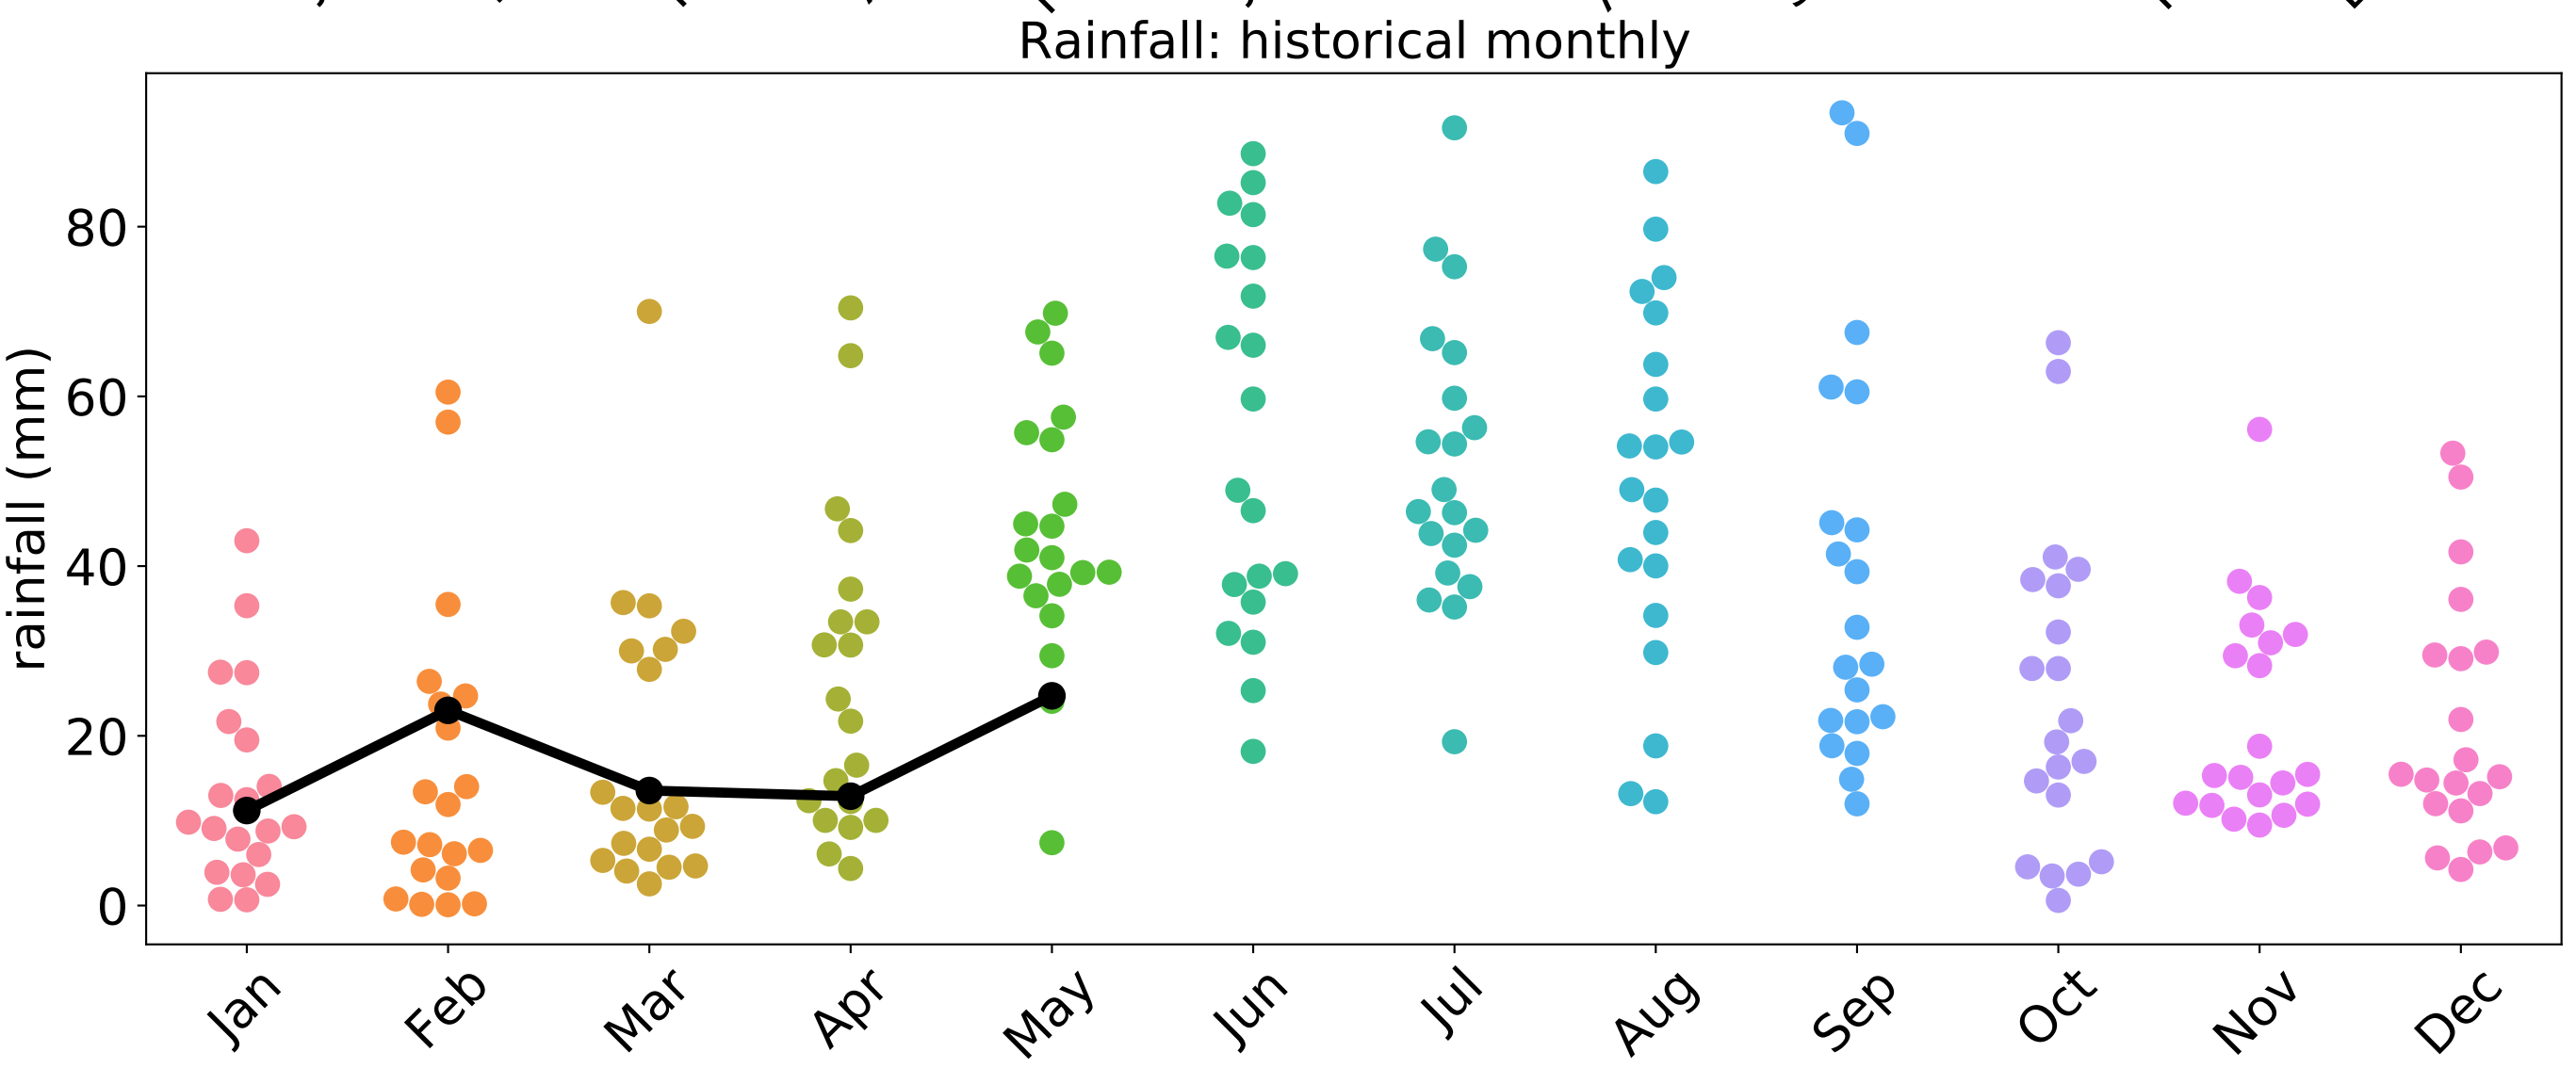 Rainfall: historical monthly
rainfall (mm)
80
60
40
20
0
Jan
Feb
Mar
Apr
May
Jun
Jul
Aug
Sep
Oct
Nov
Dec